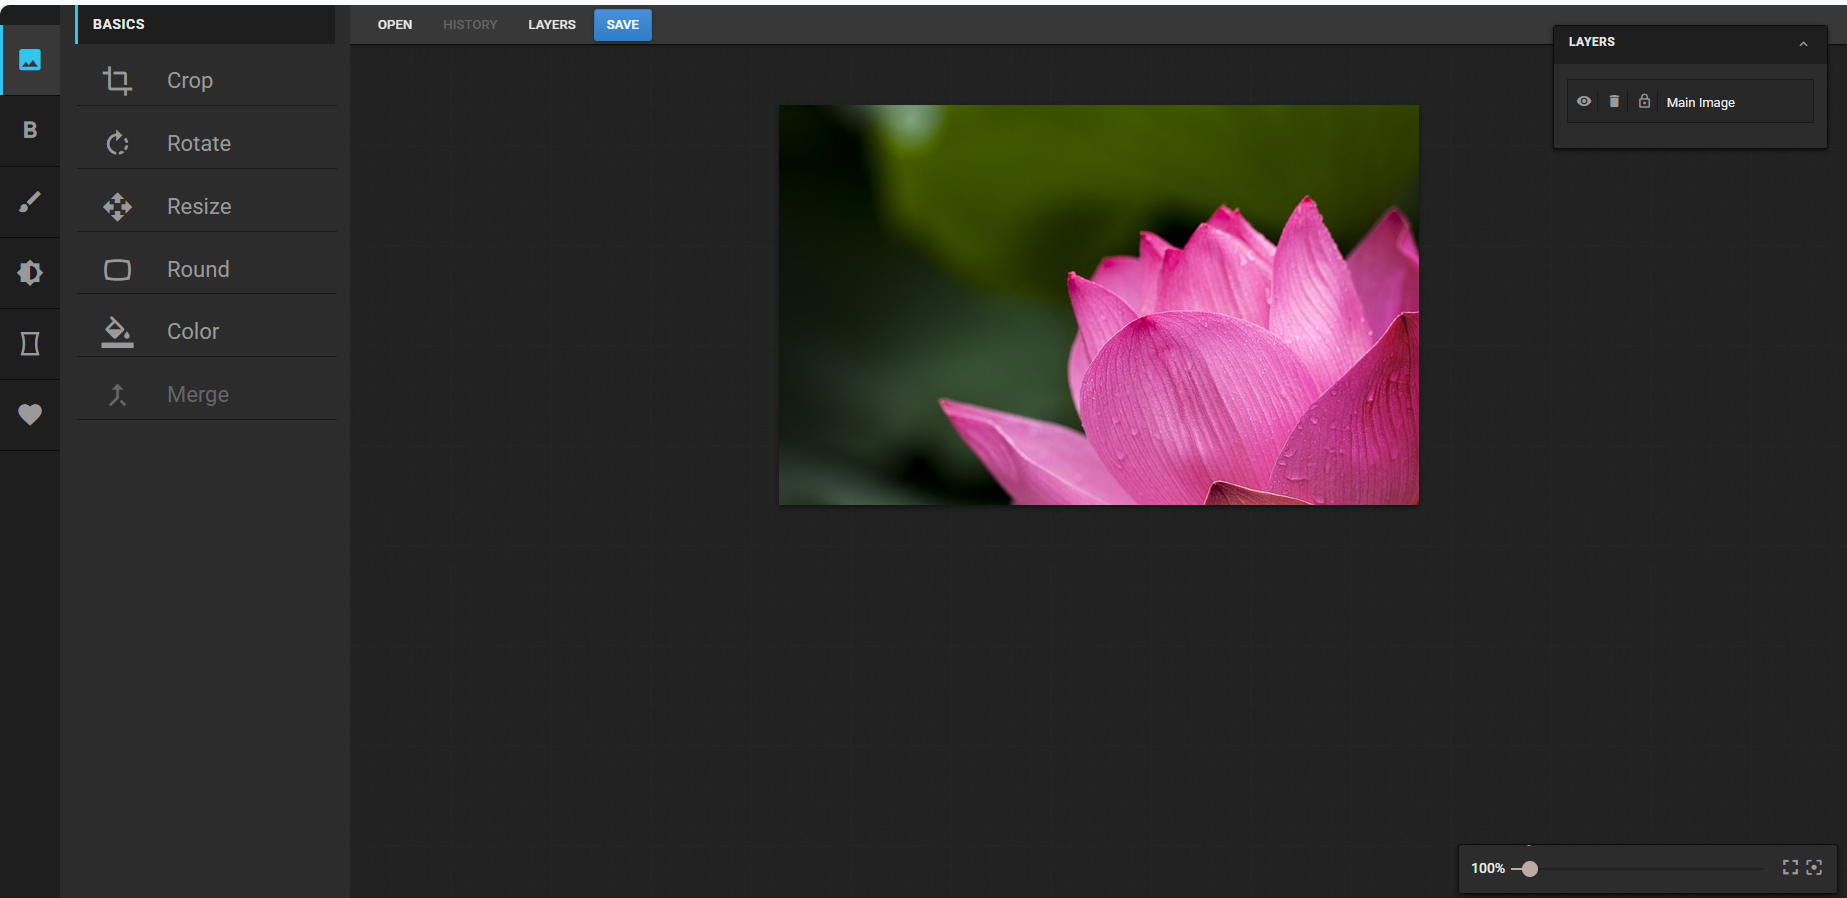 BASICS
OPEN HISTORY LAYERS SAVE
LAYERS
Main Image
B
Crop
Rotate
Resize
Round
Color
Merge
100%